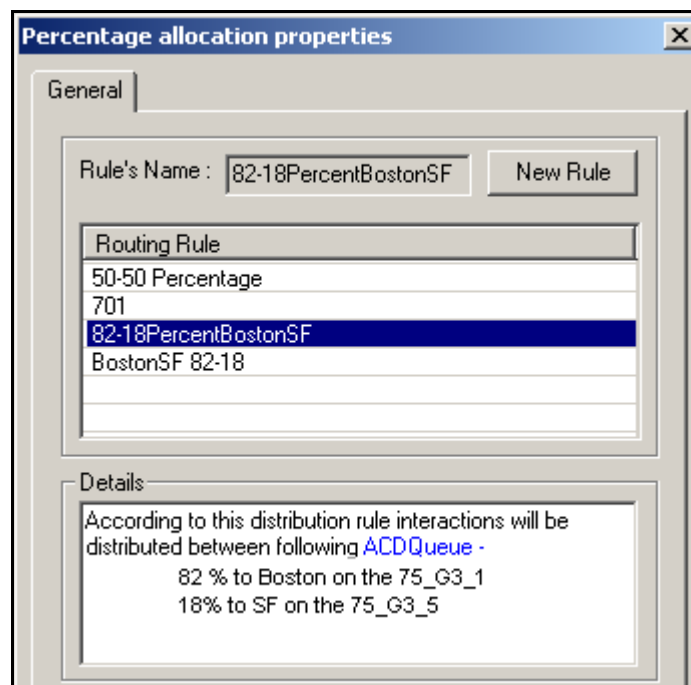 Percentage allocation properties
General
Rule's Name : 82-18PercentBostonSF New Rule
Routing Rule
50-50 Percentage
701
82-18PercentBostonSF
BostonSF 82-18
Details
According to this distribution rule interactions will be
distributed between following ACDQueue -
82 % to Boston on the 75_G3_1
18% to SF on the 75_G3_5